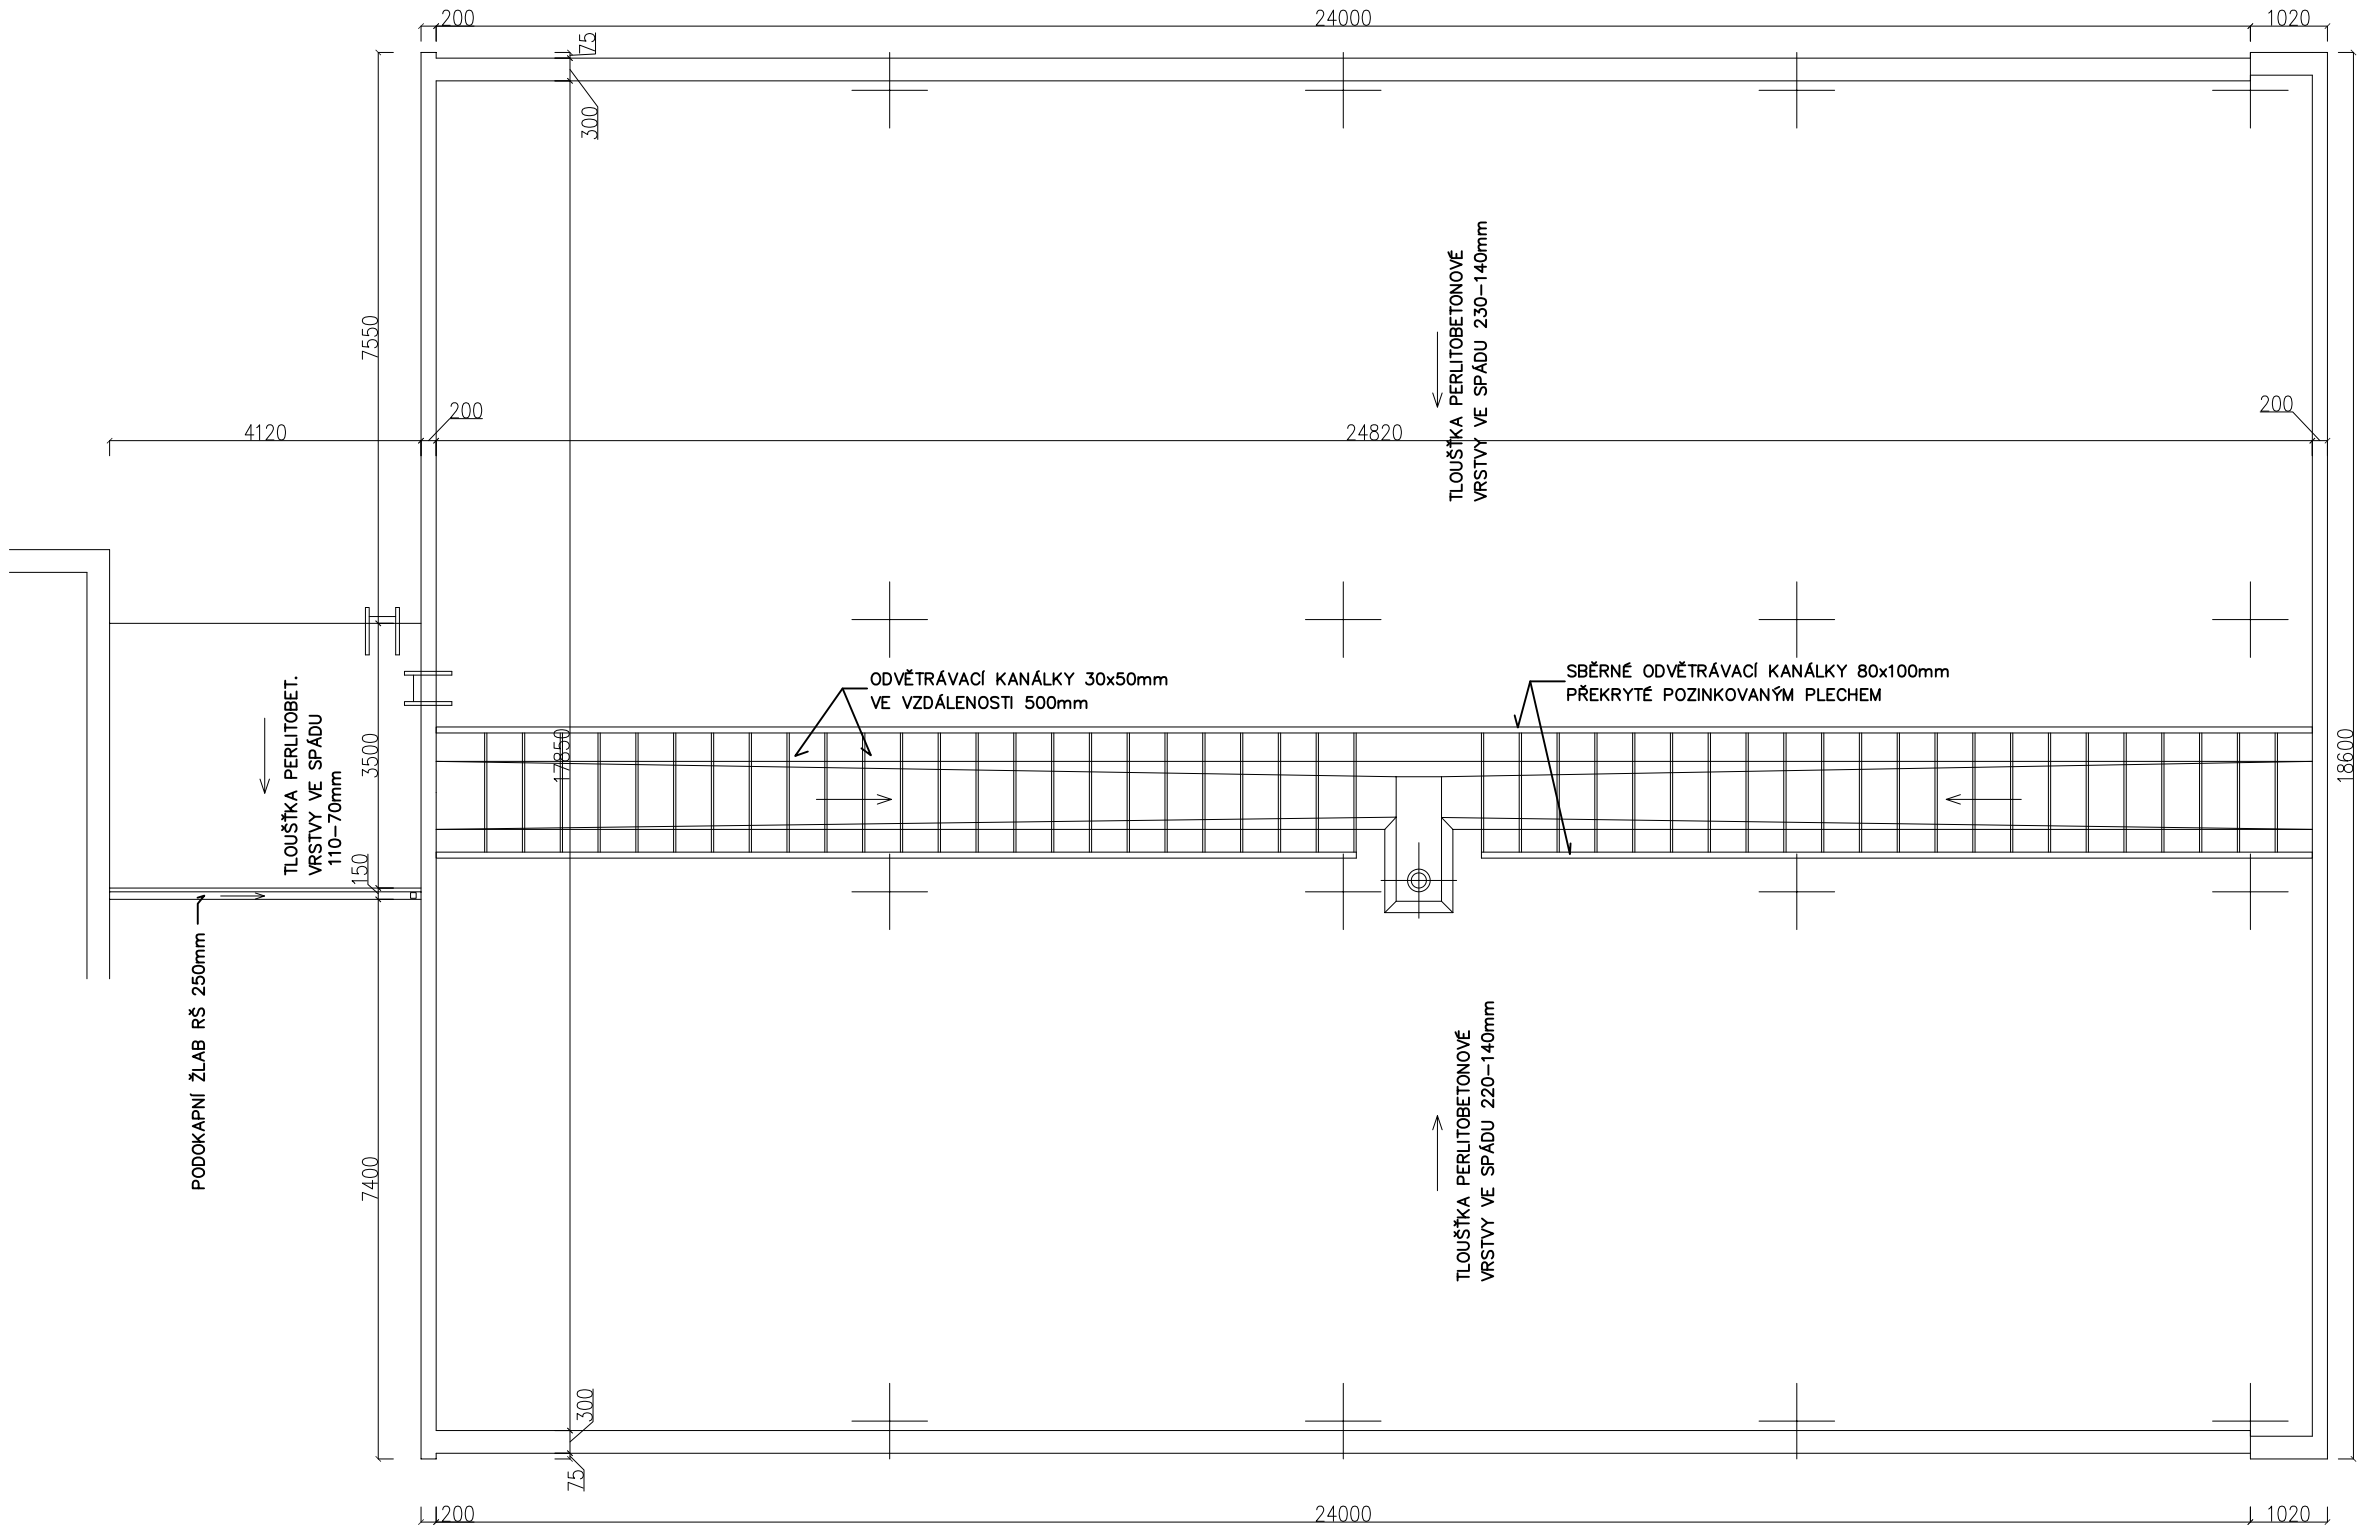 200
24000
1020
75
300
7550
TLOUŠŤKA PERLITOBETONOVÉ
VRSTVY VE SPÁDU 230-140mm
4120
200
24820
200
ODVĚTRÁVACÍ KANÁLKY 30x50mm
VE VZDÁLENOSTI 500mm
SBĚRNÉ ODVĚTRÁVACÍ KANÁLKY 80x100mm
PŘEKRYTÉ POZINKOVANÝM PLECHEM
TLOUŠŤKA PERLITOBET.
VRSTVY VE SPÁDU
110-70mm
3500
17850
18600
150
PODOKAPNÍ ŽLAB RŠ 250mm
TLOUŠŤKA PERLITOBETONOVÉ
VRSTVY VE SPÁDU 220-140mm
7400
300
75
200
24000
1020